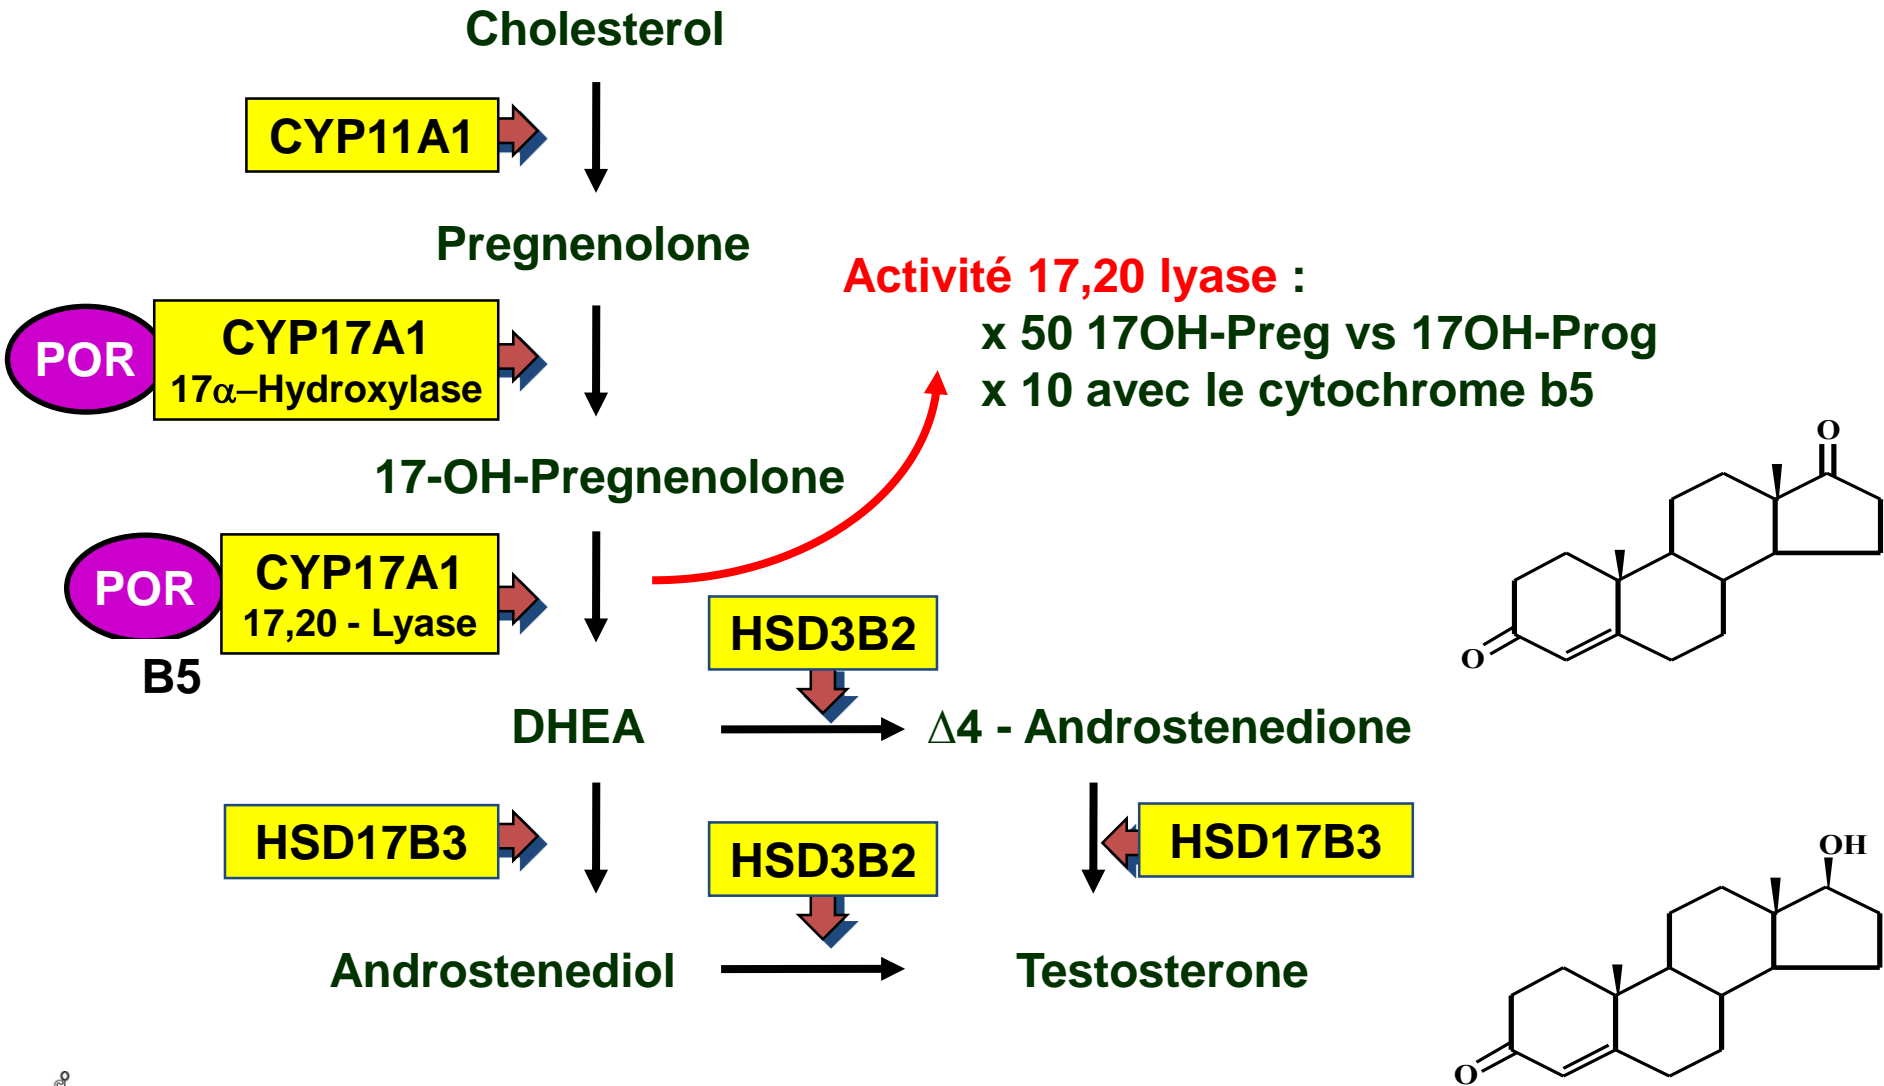 Cholesterol
CYP11A1
Pregnenolone
Activité 17,20 lyase :
x 50 17OH-Preg vs 17OH-Prog
x 10 avec le cytochrome b5
POR
CYP17A1
17α–Hydroxylase
17-OH-Pregnenolone
POR
CYP17A1
17,20 - Lyase
B5
HSD3B2
DHEA
Δ4 - Androstenedione
HSD17B3
HSD3B2
HSD17B3
Androstenediol
Testosterone
O
O
OH
O